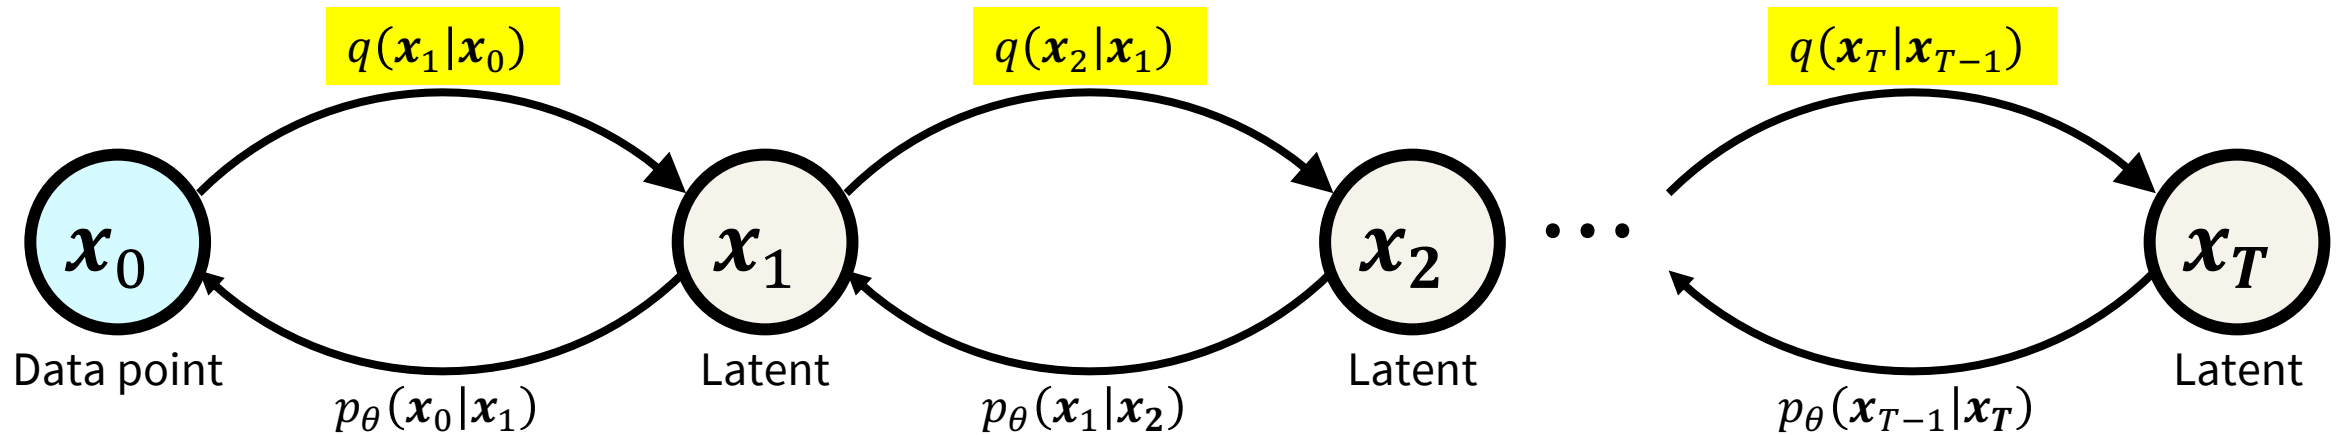 q(x₁|x₀) q(x₂|x₁) q(x_T|x_{T−1})
x₀ x₁ x₂ ⋯ x_T
Data point Latent Latent Latent
p_θ(x₀|x₁) p_θ(x₁|x₂) p_θ(x_{T−1}|x_T)